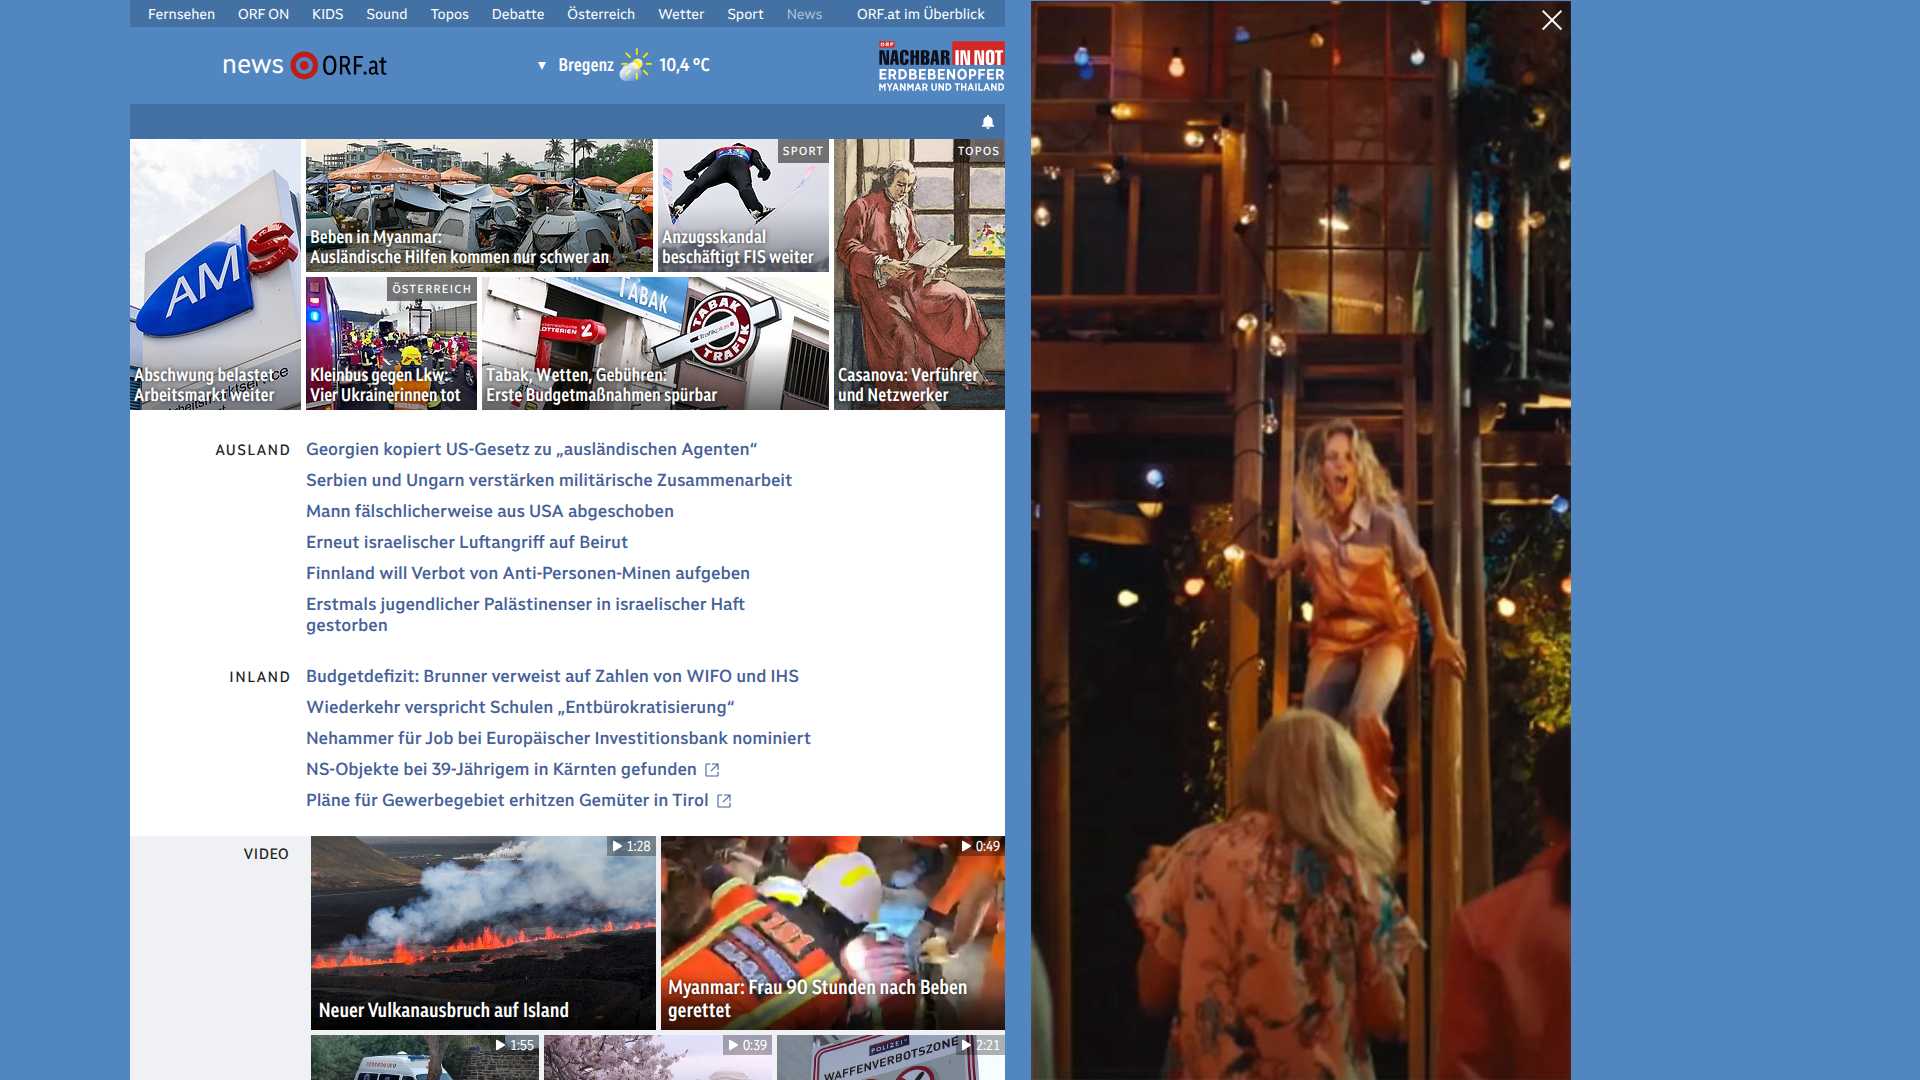 Fernsehen ORF ON KIDS Sound Topos Debatte Österreich Wetter Sport News ORF.at im Überblick
news ORF.at
Bregenz 10,4 °C
ORF
NACHBAR IN NOT
ERDBEBENOPFER
MYANMAR UND THAILAND
AMS
Abschwung belastet
Arbeitsmarkt weiter
Beben in Myanmar:
Ausländische Hilfen kommen nur schwer an
SPORT
Anzugsskandal
beschäftigt FIS weiter
TOPOS
Casanova: Verführer
und Netzwerker
ÖSTERREICH
Kleinbus gegen Lkw:
Vier Ukrainerinnen tot
TABAK
LOTTERIEN
TABAK
TRAFIK
Tabak, Wetten, Gebühren:
Erste Budgetmaßnahmen spürbar
AUSLAND
Georgien kopiert US-Gesetz zu „ausländischen Agenten“
Serbien und Ungarn verstärken militärische Zusammenarbeit
Mann fälschlicherweise aus USA abgeschoben
Erneut israelischer Luftangriff auf Beirut
Finnland will Verbot von Anti-Personen-Minen aufgeben
Erstmals jugendlicher Palästinenser in israelischer Haft
gestorben
INLAND
Budgetdefizit: Brunner verweist auf Zahlen von WIFO und IHS
Wiederkehr verspricht Schulen „Entbürokratisierung“
Nehammer für Job bei Europäischer Investitionsbank nominiert
NS-Objekte bei 39-Jährigem in Kärnten gefunden
Pläne für Gewerbegebiet erhitzen Gemüter in Tirol
VIDEO
1:28
Neuer Vulkanausbruch auf Island
0:49
Myanmar: Frau 90 Stunden nach Beben
gerettet
1:55
0:39
2:21
POLIZEI
WAFFENVERBOTSZONE